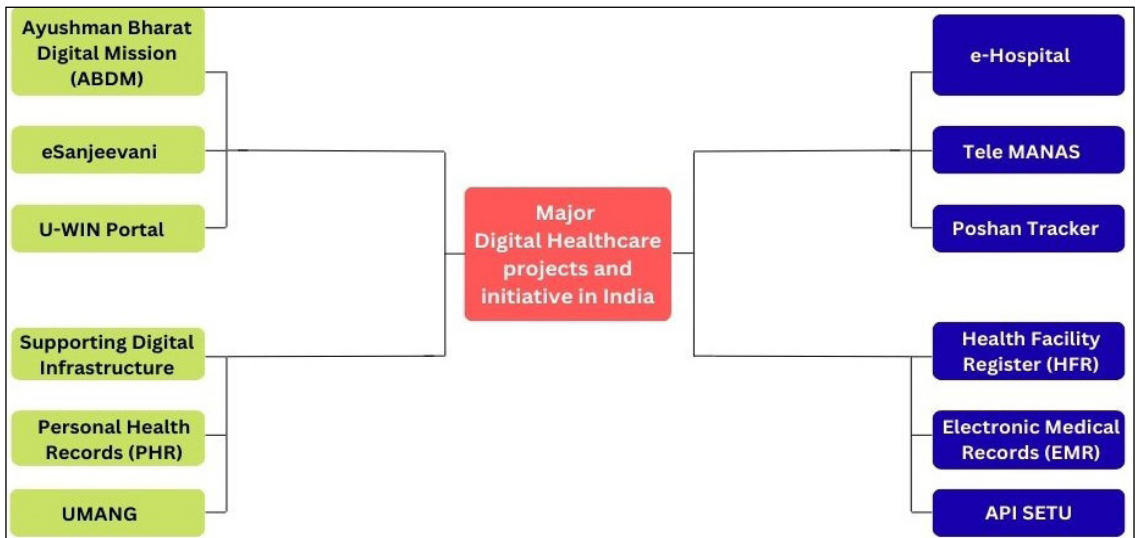 Ayushman Bharat
Digital Mission
(ABDM)
eSanjeevani
U-WIN Portal
Supporting Digital
Infrastructure
Personal Health
Records (PHR)
UMANG
Major
Digital Healthcare
projects and
initiative in India
e-Hospital
Tele MANAS
Poshan Tracker
Health Facility
Register (HFR)
Electronic Medical
Records (EMR)
API SETU